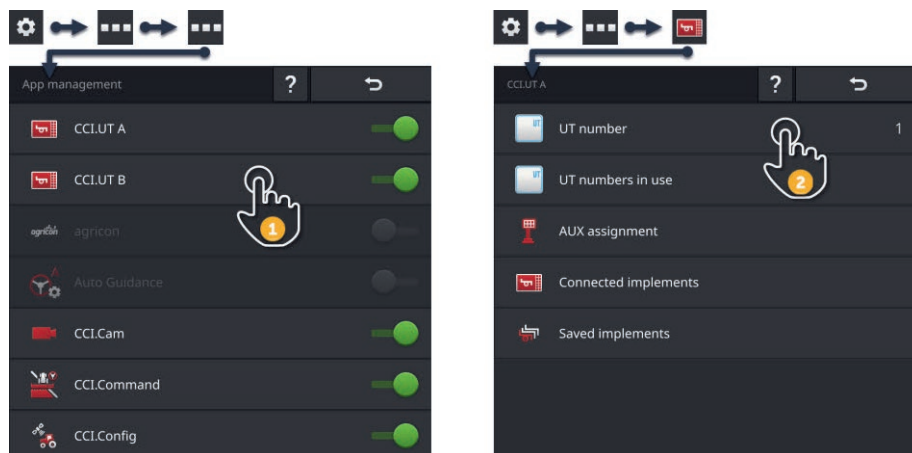 App management
?
CCI.UT A
CCI.UT B
1
agricon agricon
Auto Guidance
CCI.Cam
CCI.Command
CCI.Config
CCI.UT A
?
UT UT number 1
2
UT UT numbers in use
AUX assignment
Connected implements
Saved implements